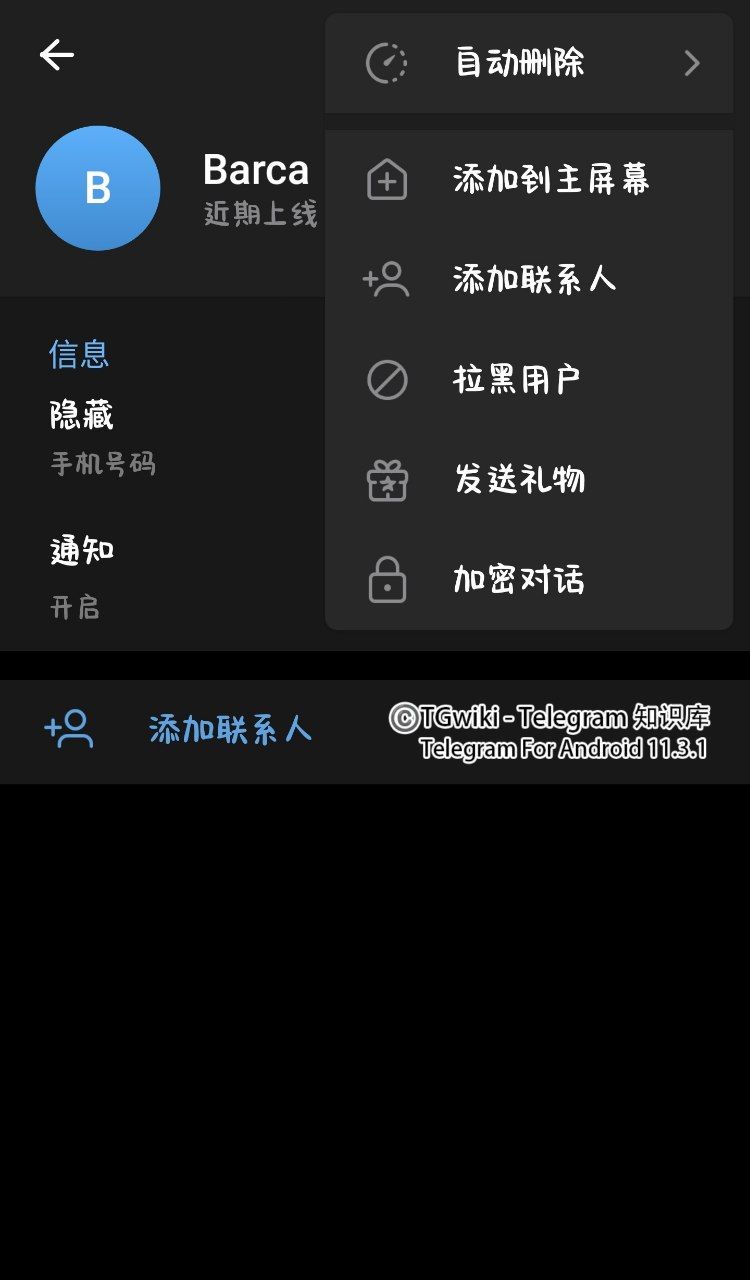 自动删除
B
Barca
近期上线
添加到主屏幕
添加联系人
拉黑用户
发送礼物
加密对话
信息
隐藏
手机号码
通知
开启
添加联系人
©TGwiki - Telegram 知识库
Telegram For Android 11.3.1